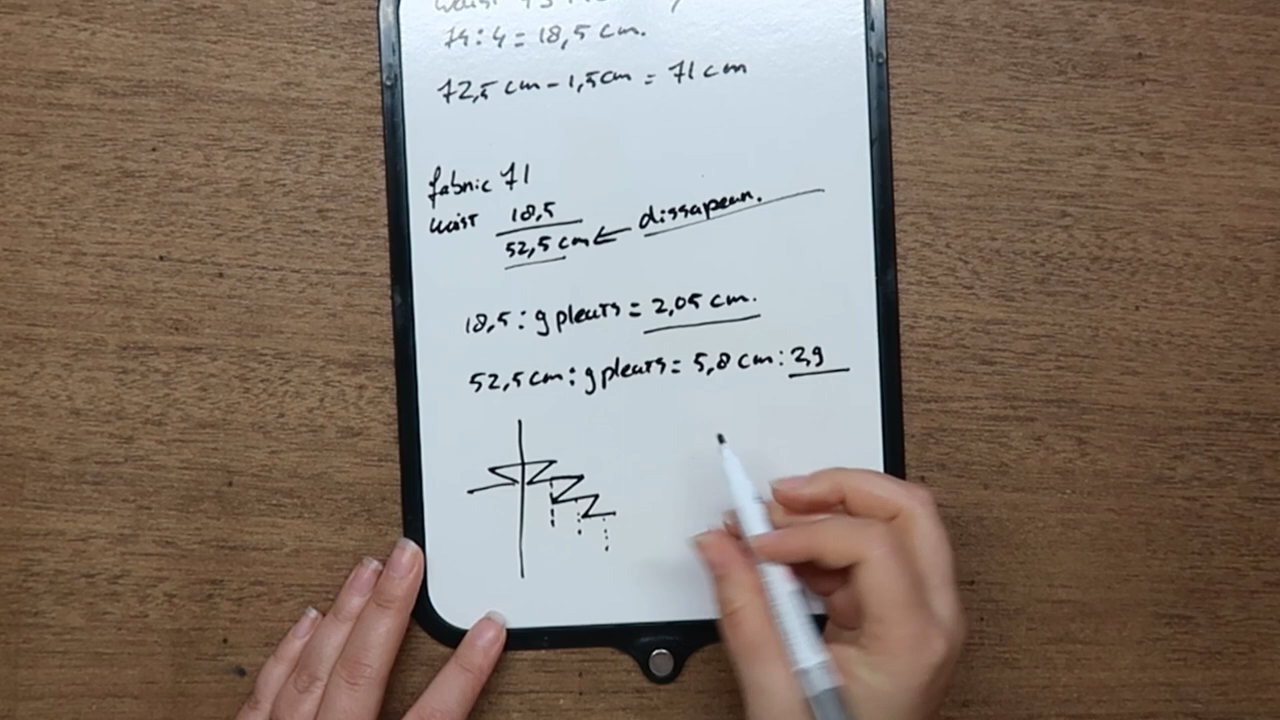 74 : 4 = 18,5 cm.
72,5 cm - 1,5 cm = 71 cm
fabric 71
waist 18,5
52,5 cm ← dissapear.
18,5 : 9 pleats = 2,05 cm.
52,5 cm : 9 pleats = 5,8 cm : 2,9